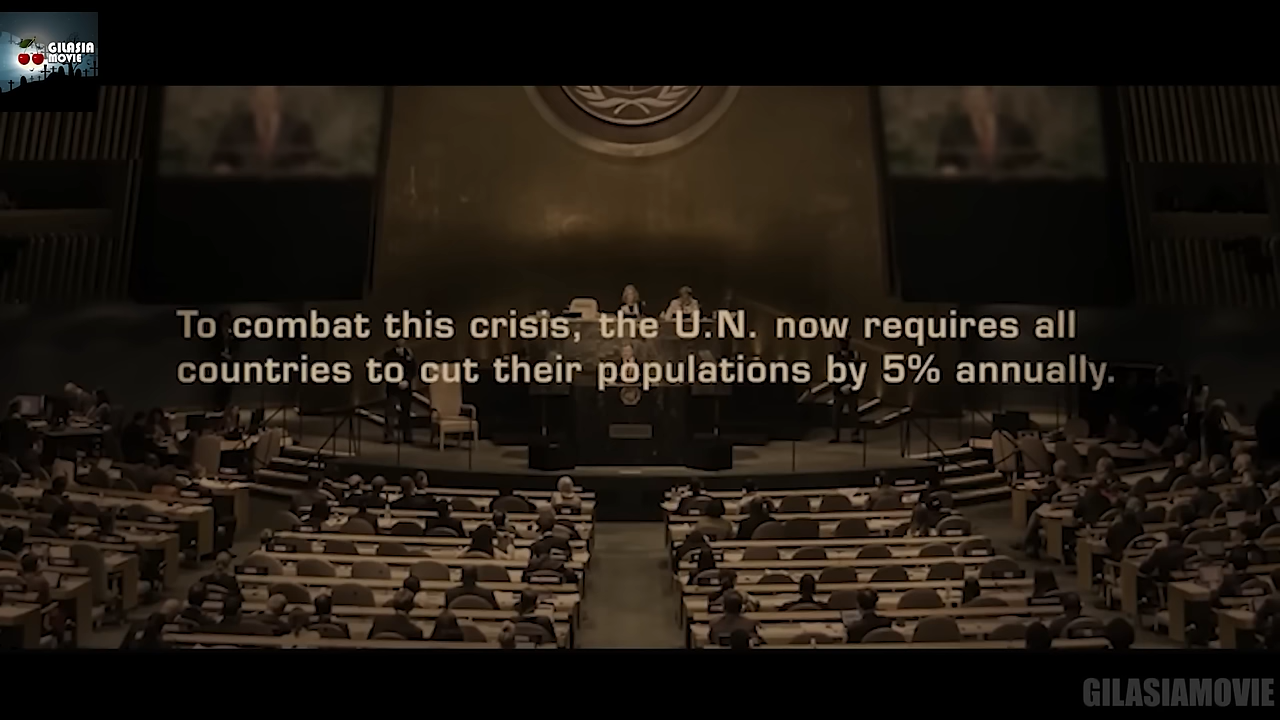 GILASIA
MOVIE
To combat this crisis, the U.N. now requires all
countries to cut their populations by 5% annually.
GILASIAMOVIE